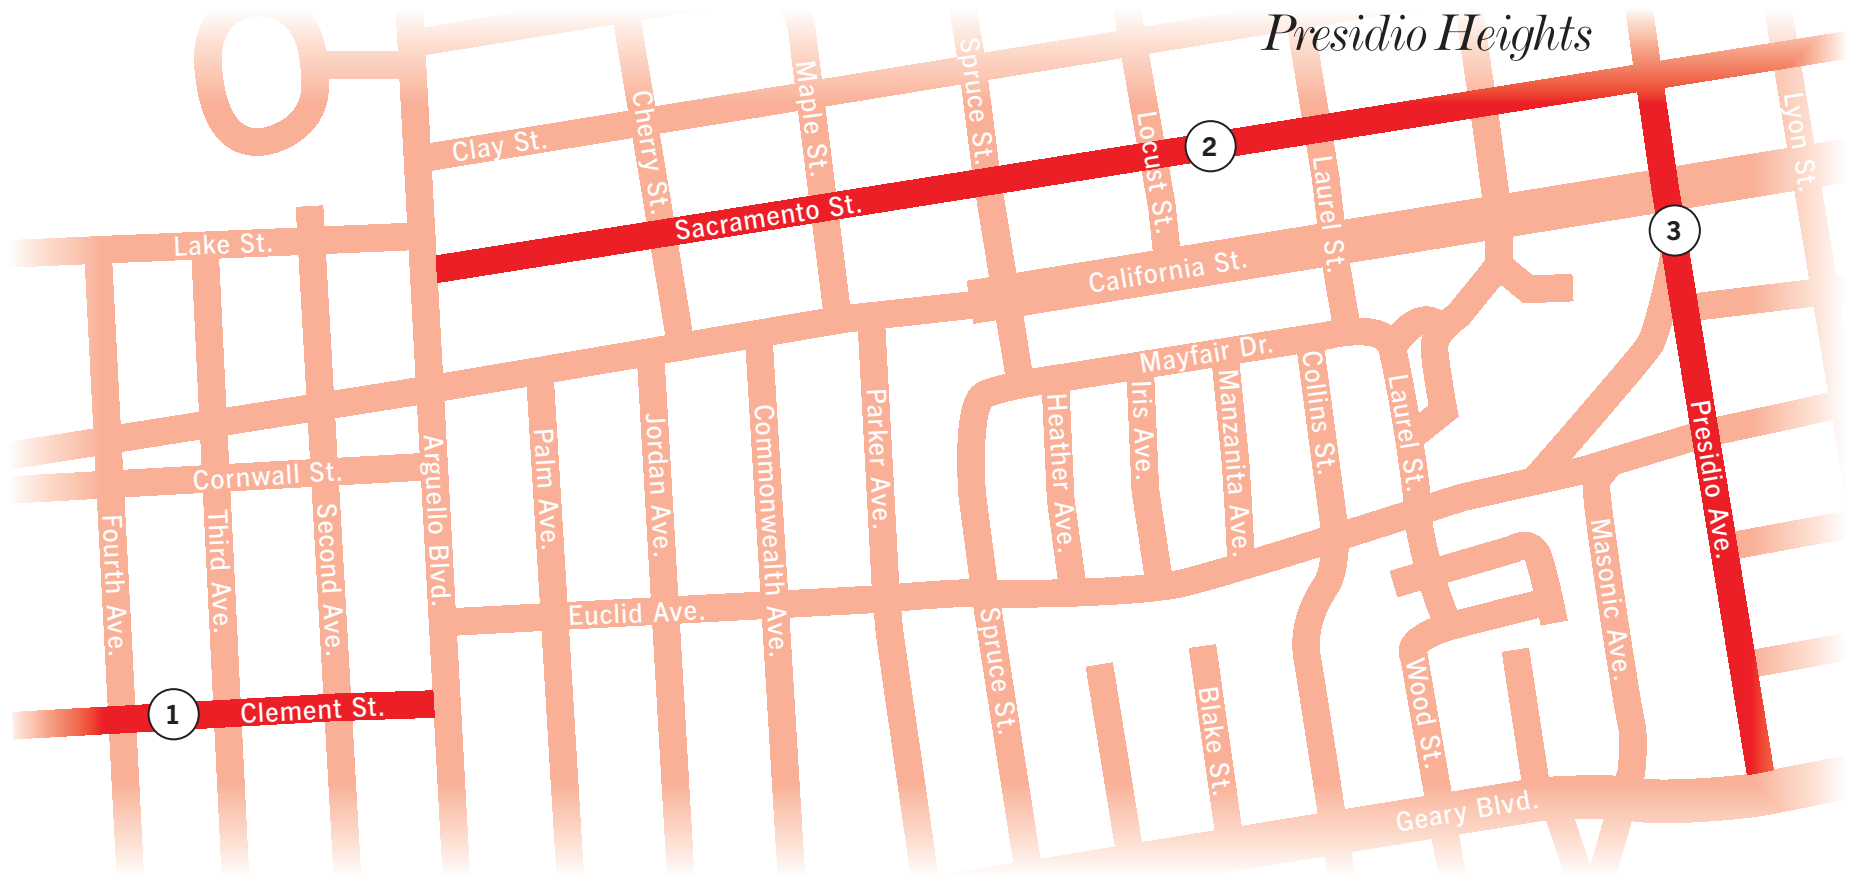 Presidio Heights
Spruce St.
Maple St.
Cherry St.
Lyon St.
Locust St.
Clay St.
2
Laurel St.
Sacramento St.
3
Lake St.
California St.
Mayfair Dr.
Collins St.
Manzanita Ave.
Laurel St.
Iris Ave.
Heather Ave.
Parker Ave.
Commonwealth Ave.
Jordan Ave.
Palm Ave.
Arguello Blvd.
Presidio Ave.
Cornwall St.
Second Ave.
Third Ave.
Fourth Ave.
Masonic Ave.
Euclid Ave.
Spruce St.
Wood St.
Blake St.
1
Clement St.
Geary Blvd.